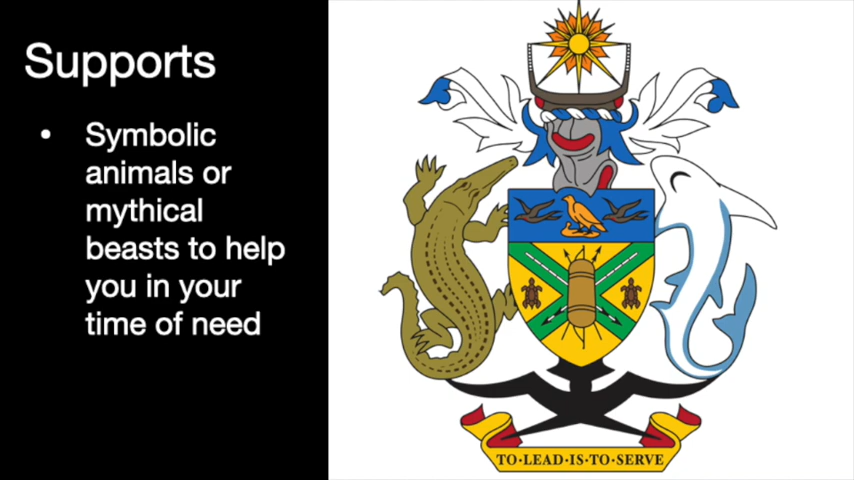 Supports
• Symbolic
animals or
mythical
beasts to help
you in your
time of need
TO·LEAD·IS·TO·SERVE